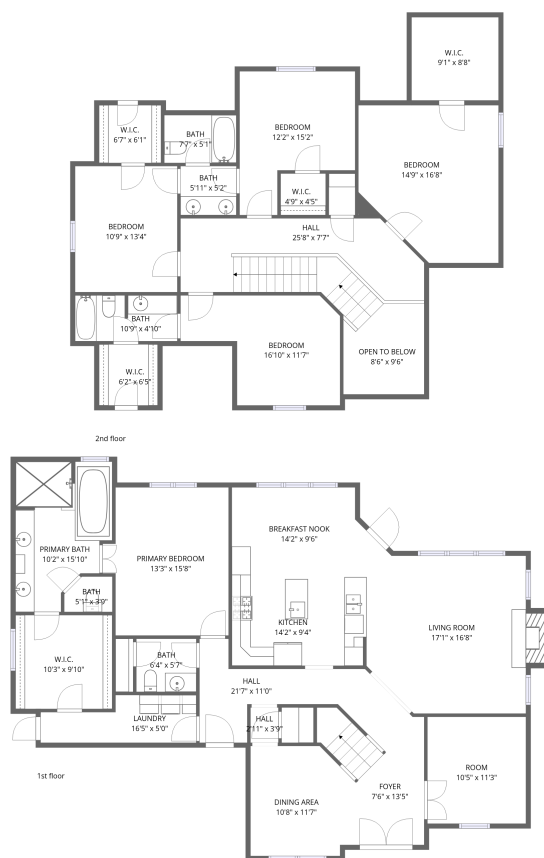 W.I.C.
9'1" x 8'8"
W.I.C.
6'7" x 6'1"
BATH
7'7" x 5'1"
BEDROOM
12'2" x 15'2"
BEDROOM
14'9" x 16'8"
BATH
5'11" x 5'2"
W.I.C.
4'9" x 4'5"
BEDROOM
10'9" x 13'4"
HALL
25'8" x 7'7"
BATH
10'9" x 4'10"
BEDROOM
16'10" x 11'7"
OPEN TO BELOW
8'6" x 9'6"
W.I.C.
6'2" x 6'5"
2nd floor
BREAKFAST NOOK
14'2" x 9'6"
PRIMARY BATH
10'2" x 15'10"
PRIMARY BEDROOM
13'3" x 15'8"
BATH
5'1" x 3'9"
KITCHEN
14'2" x 9'4"
LIVING ROOM
17'1" x 16'8"
W.I.C.
10'3" x 9'10"
BATH
6'4" x 5'7"
HALL
21'7" x 11'0"
LAUNDRY
16'5" x 5'0"
HALL
2'11" x 3'9"
1st floor
ROOM
10'5" x 11'3"
FOYER
7'6" x 13'5"
DINING AREA
10'8" x 11'7"